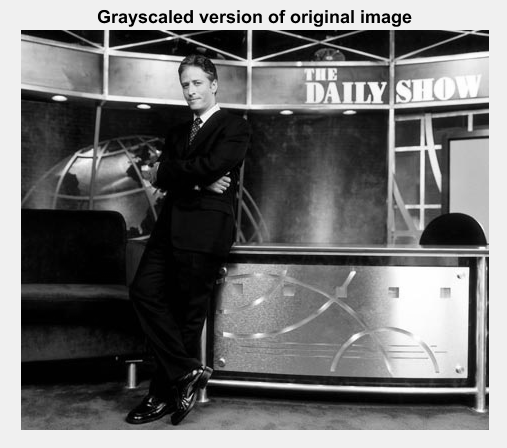 Grayscaled version of original image
THE
DAILY SHOW